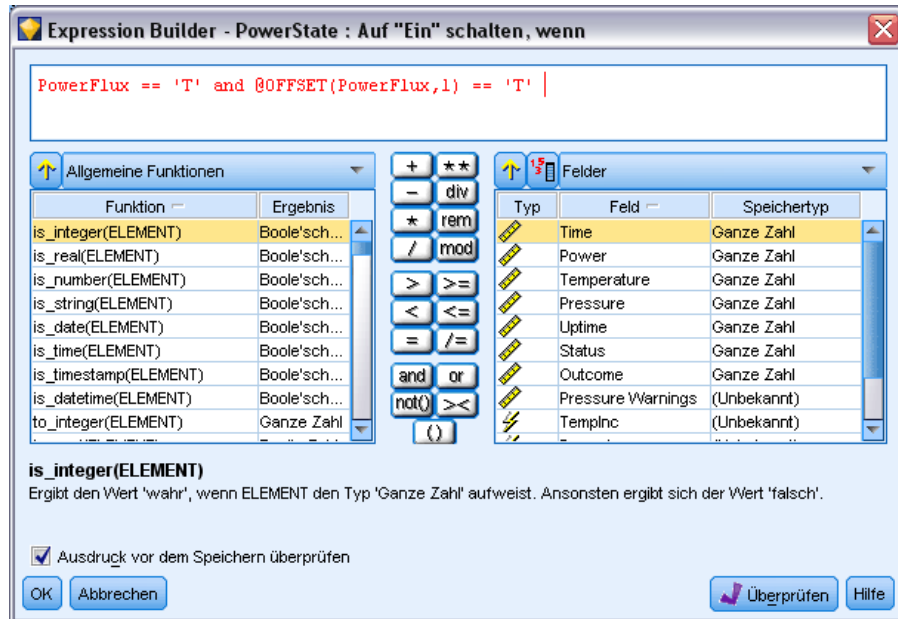 Expression Builder - PowerState : Auf "Ein" schalten, wenn
PowerFlux == 'T' and @OFFSET(PowerFlux,1) == 'T'
Allgemeine Funktionen
Funktion Ergebnis
is_integer(ELEMENT) Boole'sch...
is_real(ELEMENT) Boole'sch...
is_number(ELEMENT) Boole'sch...
is_string(ELEMENT) Boole'sch...
is_date(ELEMENT) Boole'sch...
is_time(ELEMENT) Boole'sch...
is_timestamp(ELEMENT) Boole'sch...
is_datetime(ELEMENT) Boole'sch...
to_integer(ELEMENT) Ganze Zahl
+ **
- div
* rem
/ mod
> >=
< <=
= /=
and or
not() ><
()
Felder
Typ Feld Speichertyp
Time Ganze Zahl
Power Ganze Zahl
Temperature Ganze Zahl
Pressure Ganze Zahl
Uptime Ganze Zahl
Status Ganze Zahl
Outcome Ganze Zahl
Pressure Warnings (Unbekannt)
TempInc (Unbekannt)
is_integer(ELEMENT)
Ergibt den Wert 'wahr', wenn ELEMENT den Typ 'Ganze Zahl' aufweist. Ansonsten ergibt sich der Wert 'falsch'.
Ausdruck vor dem Speichern überprüfen
OK Abbrechen Überprüfen Hilfe